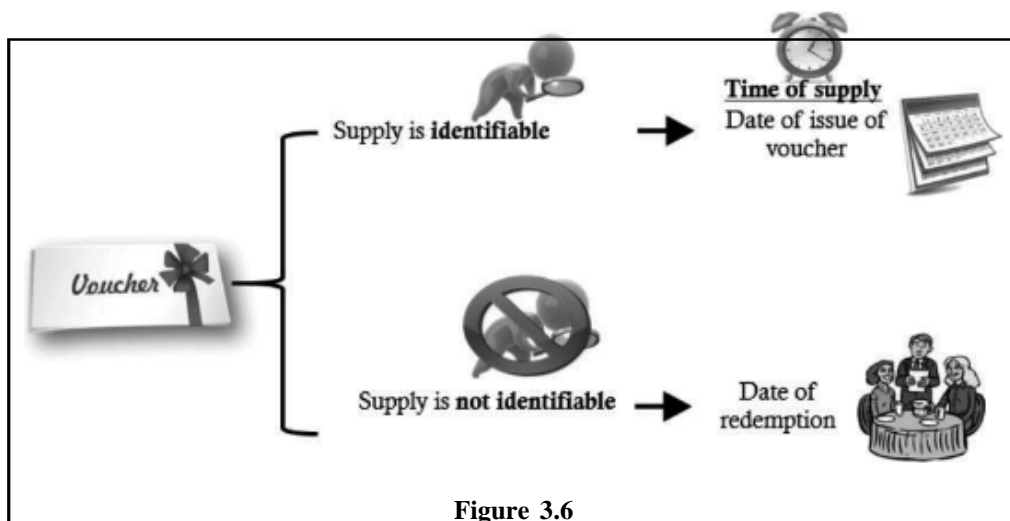 Time of supply
Supply is identifiable
Date of issue of
voucher
Voucher
Supply is not identifiable
Date of
redemption
Figure 3.6